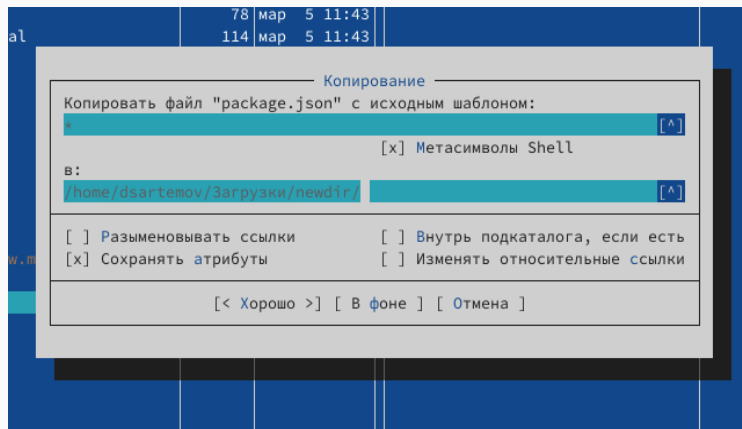 78 мар 5 11:43
al 114 мар 5 11:43
Копирование
Копировать файл "package.json" с исходным шаблоном:
* [^]
[x] Метасимволы Shell
в:
/home/dsartemov/Загрузки/newdir/ [^]
[ ] Разыменовывать ссылки [ ] Внутрь подкаталога, если есть
w.m [x] Сохранять атрибуты [ ] Изменять относительные ссылки
[< Хорошо >] [ В фоне ] [ Отмена ]